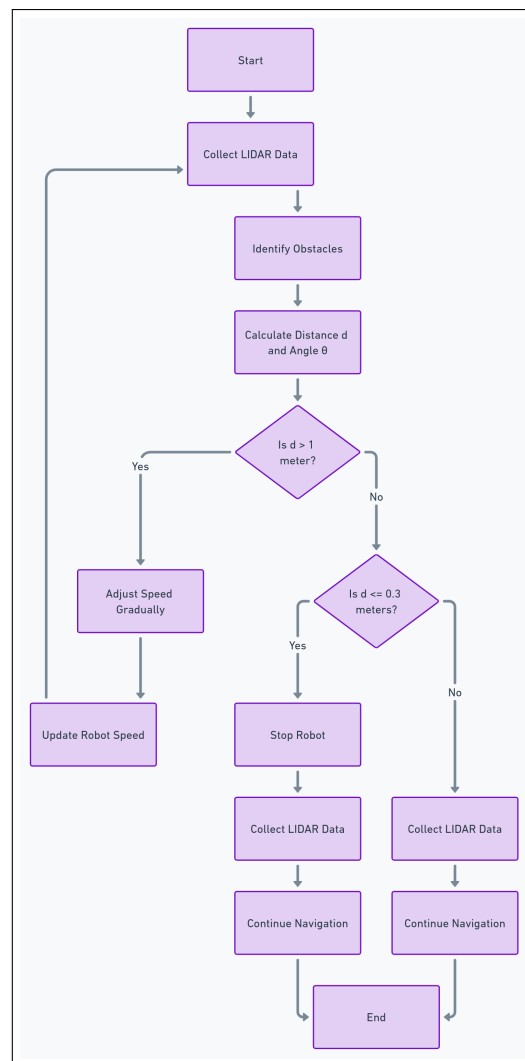 Start
Collect LIDAR Data
Identify Obstacles
Calculate Distance d
and Angle θ
Is d > 1
meter?
Yes
No
Adjust Speed
Gradually
Is d <= 0.3
meters?
Yes
No
Update Robot Speed
Stop Robot
Collect LIDAR Data
Collect LIDAR Data
Continue Navigation
Continue Navigation
End